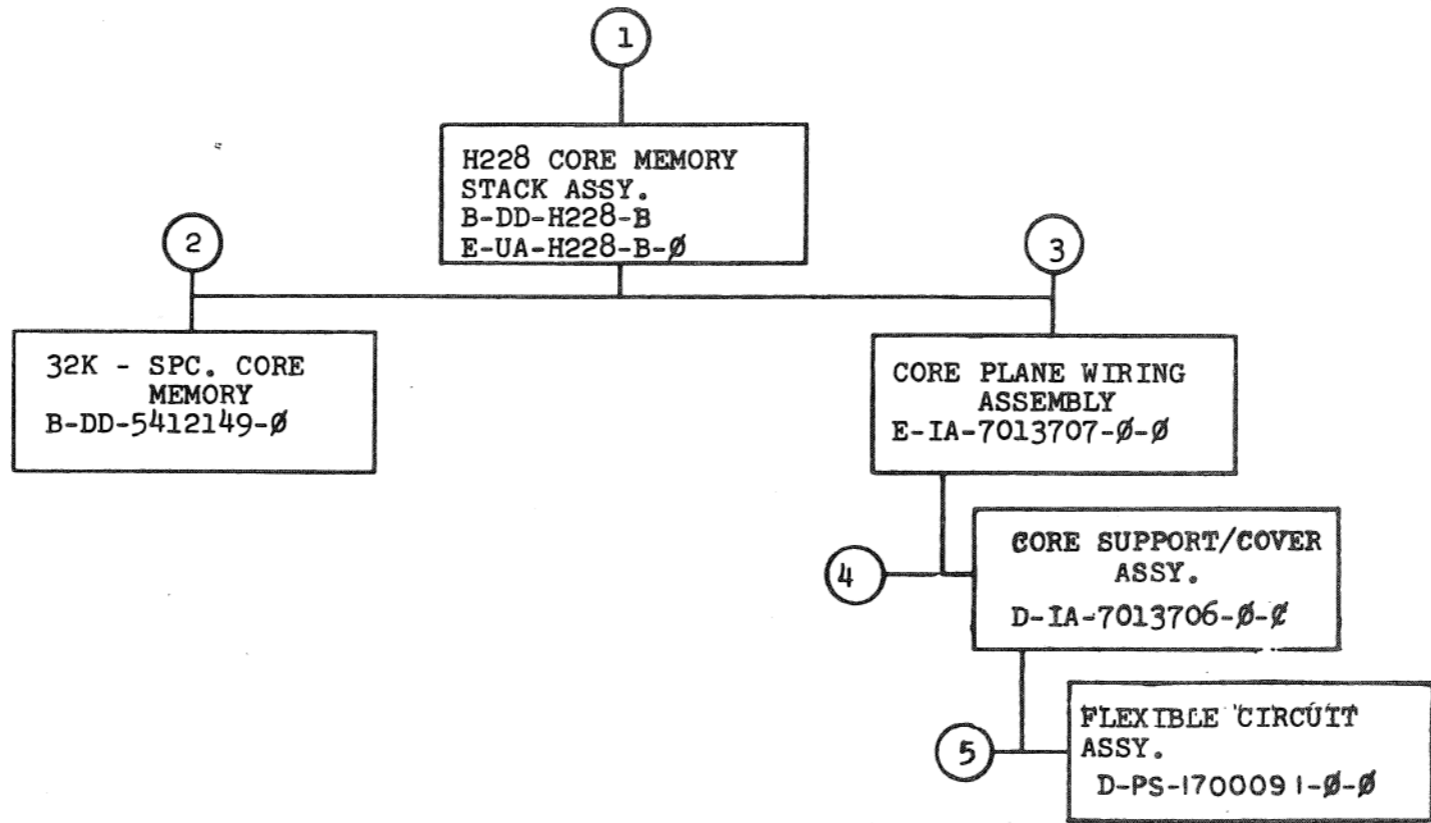 1
H228 CORE MEMORY
STACK ASSY.
B-DD-H228-B
E-UA-H228-B-Ø
2
3
32K - SPC. CORE
MEMORY
B-DD-5412149-Ø
CORE PLANE WIRING
ASSEMBLY
E-IA-7013707-Ø-Ø
4
CORE SUPPORT/COVER
ASSY.
D-IA-7013706-Ø-Ø
5
FLEXIBLE CIRCUIT
ASSY.
D-PS-1700091-Ø-Ø